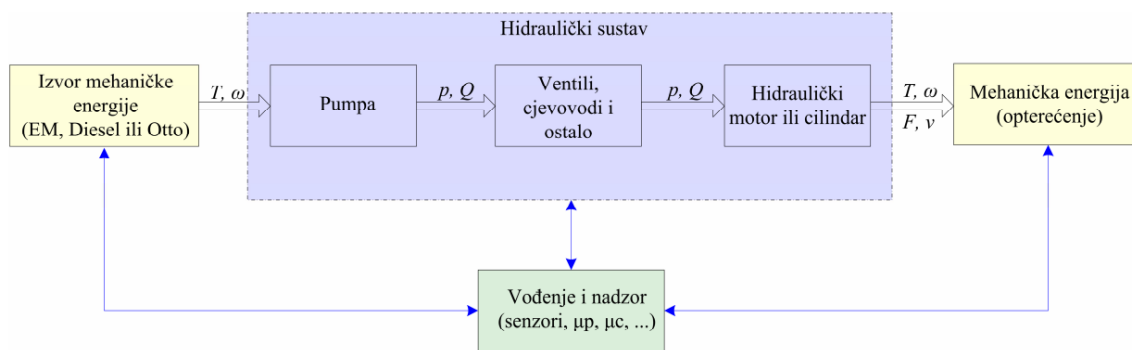 Hidraulički sustav
Izvor mehaničke
energije
(EM, Diesel ili Otto)
T, ω
Pumpa
p, Q
Ventili,
cjevovodi i
ostalo
p, Q
Hidraulički
motor ili cilindar
T, ω
F, v
Mehanička energija
(opterećenje)
Vođenje i nadzor
(senzori, μp, μc, ...)